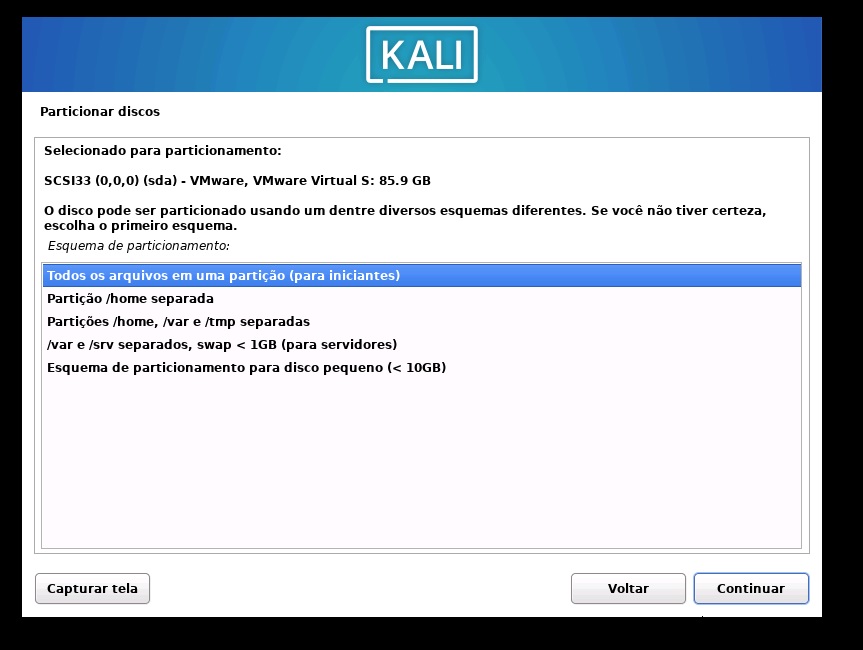 KALI
Particionar discos
Selecionado para particionamento:
SCSI33 (0,0,0) (sda) - VMware, VMware Virtual S: 85.9 GB
O disco pode ser particionado usando um dentre diversos esquemas diferentes. Se você não tiver certeza,
escolha o primeiro esquema.
Esquema de particionamento:
Todos os arquivos em uma partição (para iniciantes)
Partição /home separada
Partições /home, /var e /tmp separadas
/var e /srv separados, swap < 1GB (para servidores)
Esquema de particionamento para disco pequeno (< 10GB)
Capturar tela
Voltar
Continuar